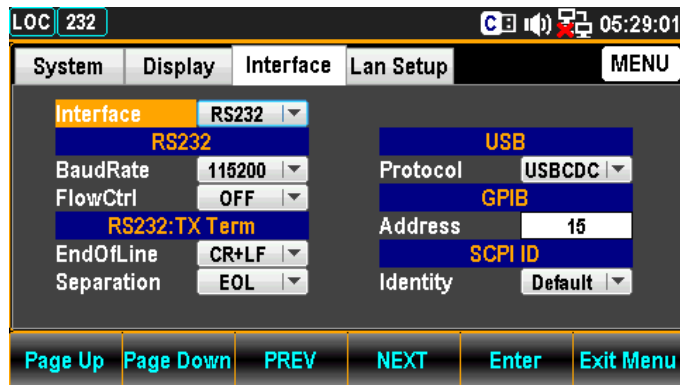 LOC 232 C 05:29:01
System Display Interface Lan Setup MENU
Interface RS232
RS232 USB
BaudRate 115200 Protocol USBCDC
FlowCtrl OFF GPIB
RS232:TX Term Address 15
EndOfLine CR+LF SCPI ID
Separation EOL Identity Default
Page Up Page Down PREV NEXT Enter Exit Menu